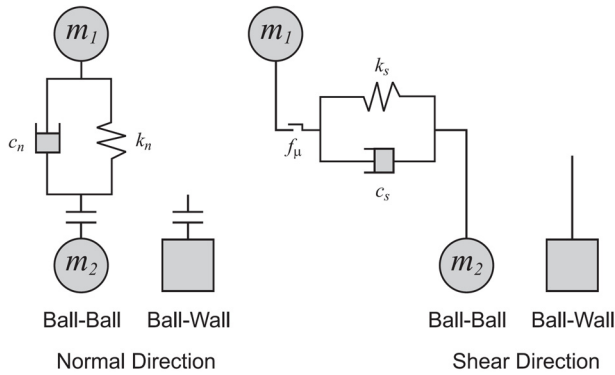 m1
m1
ks
cn
kn
fμ
cs
m2
m2
Ball-Ball Ball-Wall
Ball-Ball Ball-Wall
Normal Direction
Shear Direction